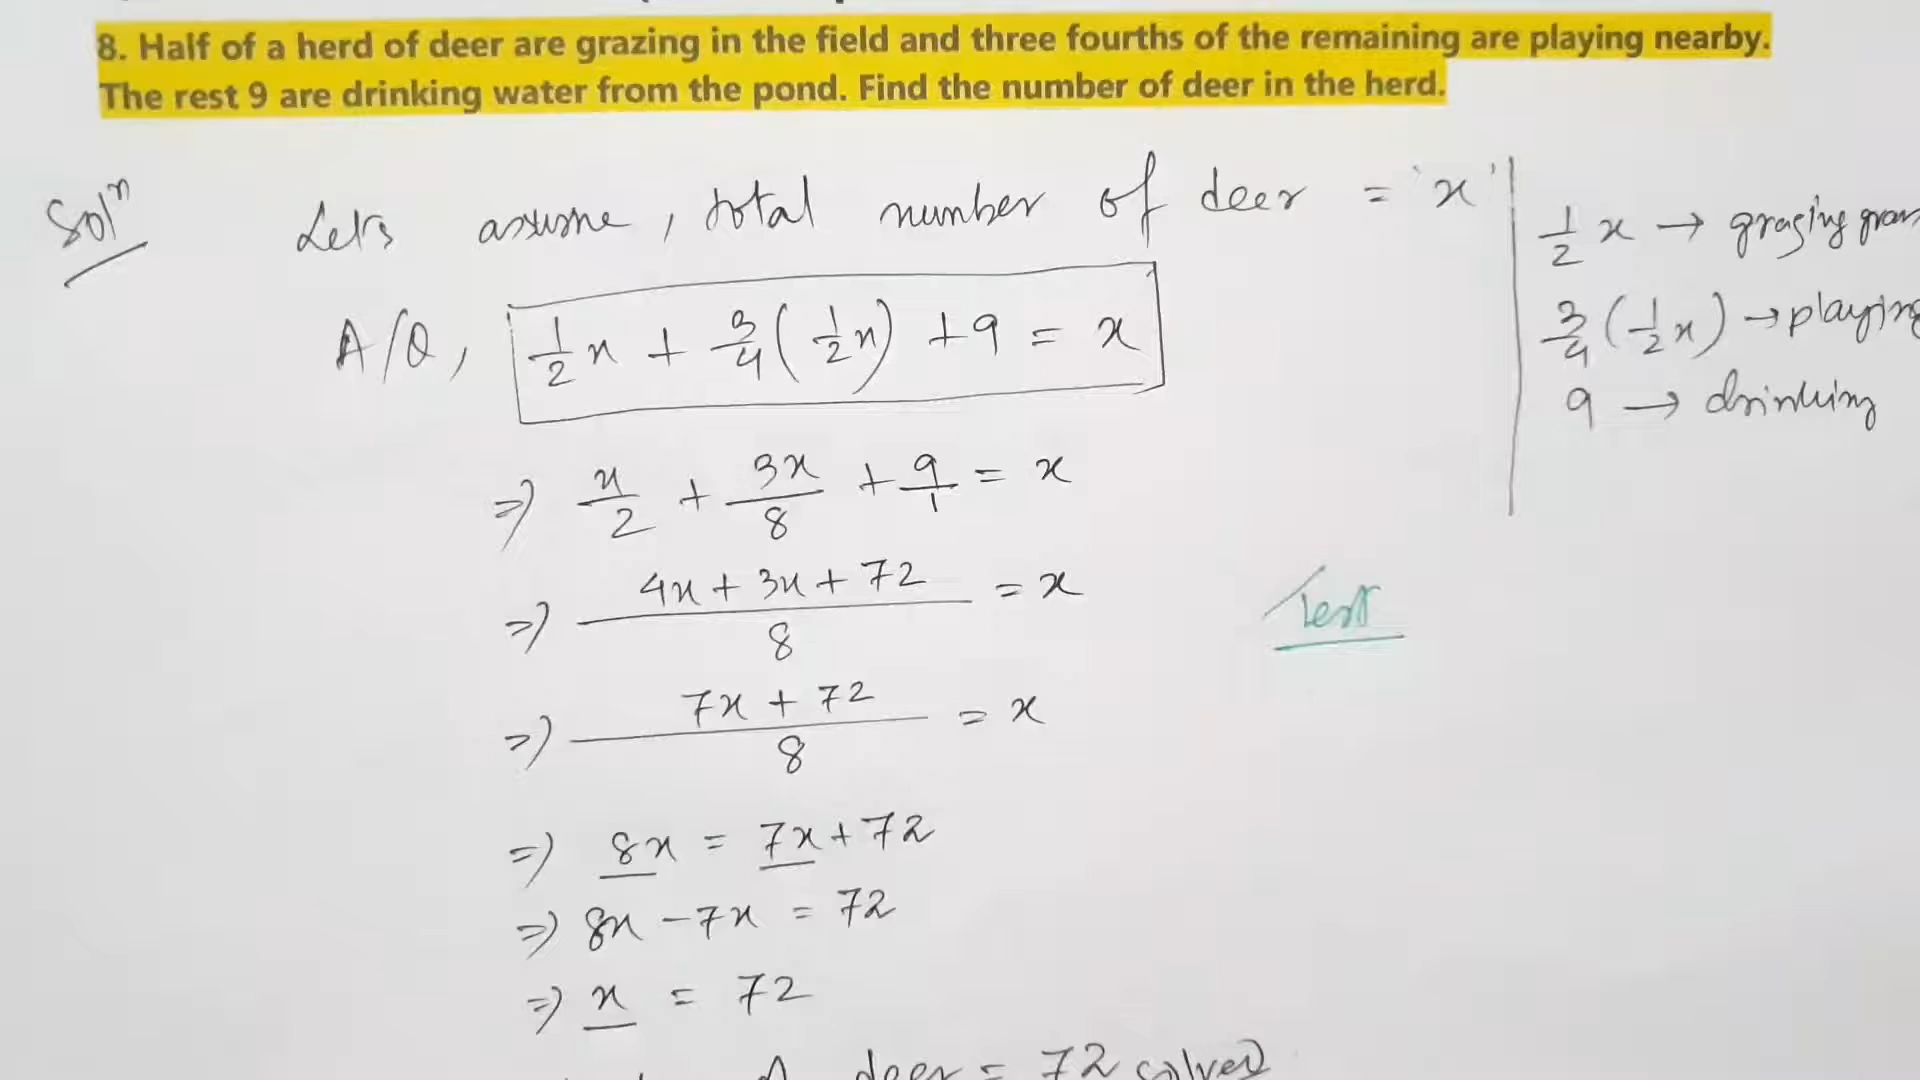 8. Half of a herd of deer are grazing in the field and three fourths of the remaining are playing nearby.
The rest 9 are drinking water from the pond. Find the number of deer in the herd.
Solⁿ Lets assume, total number of deer = 'x'
1/2 x → grazing
3/4 (1/2 x) → playing
9 → drinking
A/Q, 1/2 x + 3/4 (1/2 x) + 9 = x
=> x/2 + 3x/8 + 9/1 = x
=> (4x + 3x + 72)/8 = x
Test
=> (7x + 72)/8 = x
=> 8x = 7x + 72
=> 8x - 7x = 72
=> x = 72
deer = 72 solved